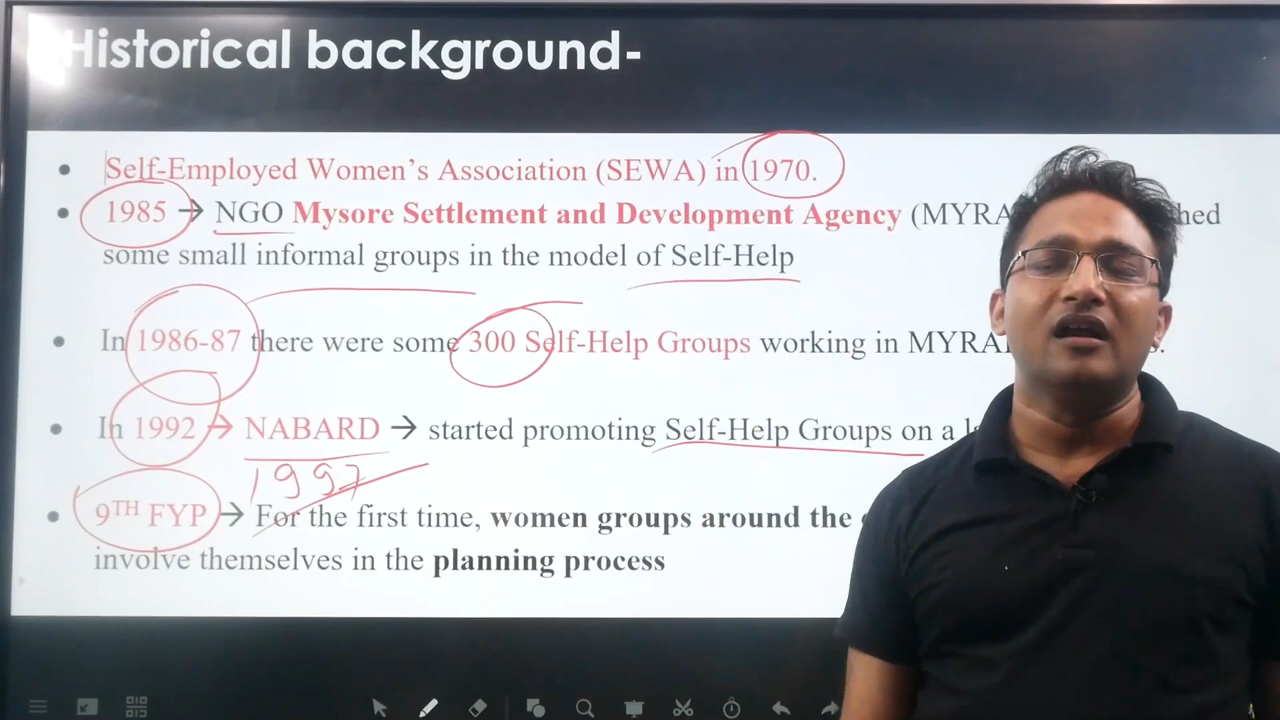 Historical background-
• Self-Employed Women’s Association (SEWA) in 1970.
• 1985 → NGO Mysore Settlement and Development Agency (MYRA
some small informal groups in the model of Self-Help
• In 1986-87 there were some 300 Self-Help Groups working in MYRA
• In 1992 → NABARD → started promoting Self-Help Groups on a
1997
• 9TH FYP → For the first time, women groups around the
involve themselves in the planning process